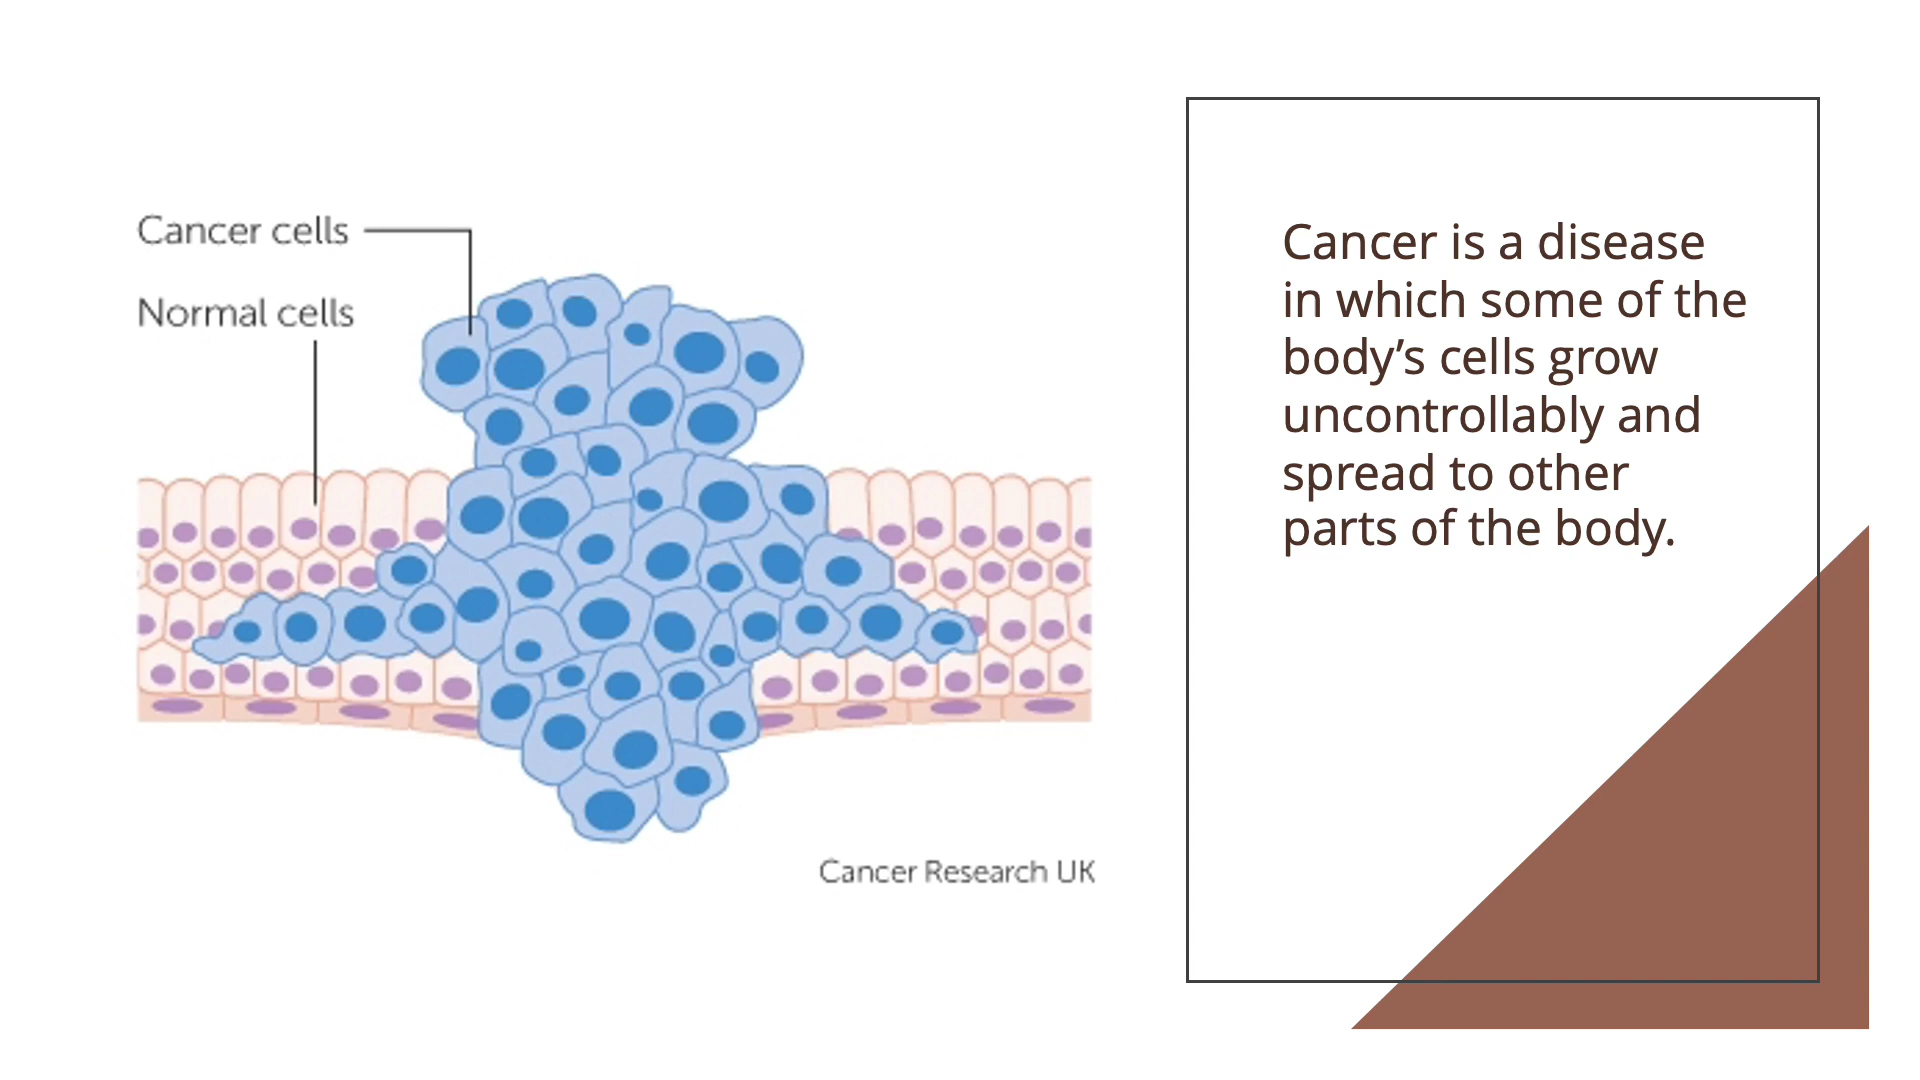 Cancer cells
Normal cells
Cancer Research UK
Cancer is a disease
in which some of the
body’s cells grow
uncontrollably and
spread to other
parts of the body.